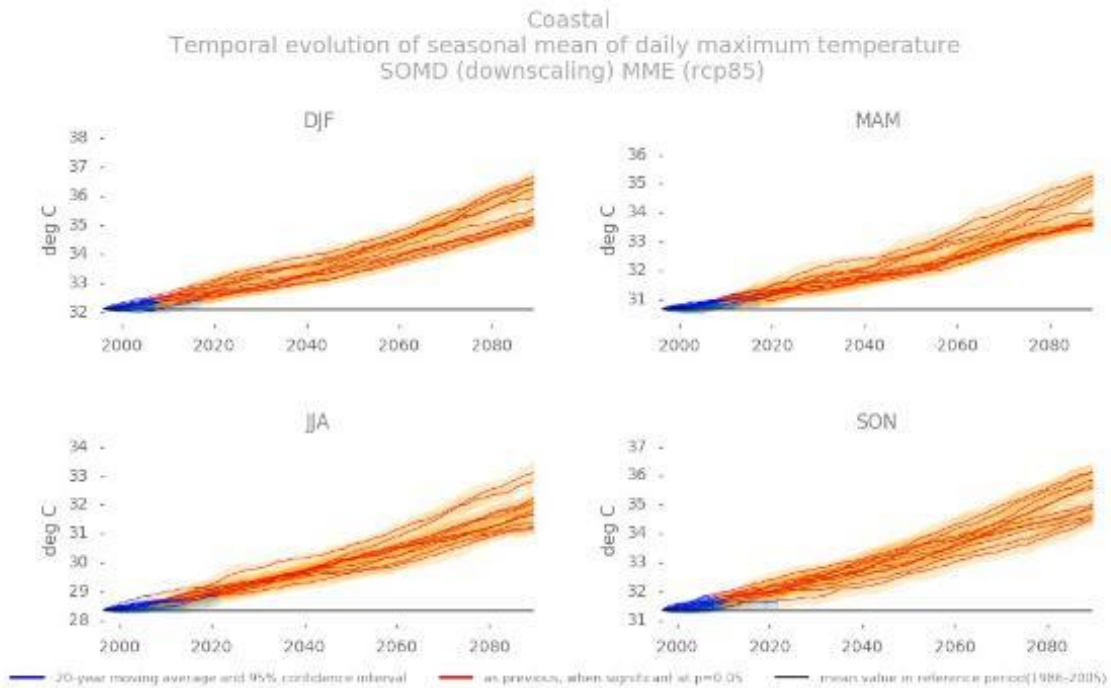 Coastal
Temporal evolution of seasonal mean of daily maximum temperature
SOMD (downscaling) MME (rcp85)
DJF
38
37
36
35
34
33
32
deg C
2000 2020 2040 2060 2080
MAM
36
35
34
33
32
31
deg C
2000 2020 2040 2060 2080
JJA
34
33
32
31
30
29
28
deg C
2000 2020 2040 2060 2080
SON
37
36
35
34
33
32
31
deg C
2000 2020 2040 2060 2080
20-year moving average and 95% confidence interval
as previous, when significant at p=0.05
mean value in reference period(1986-2005)